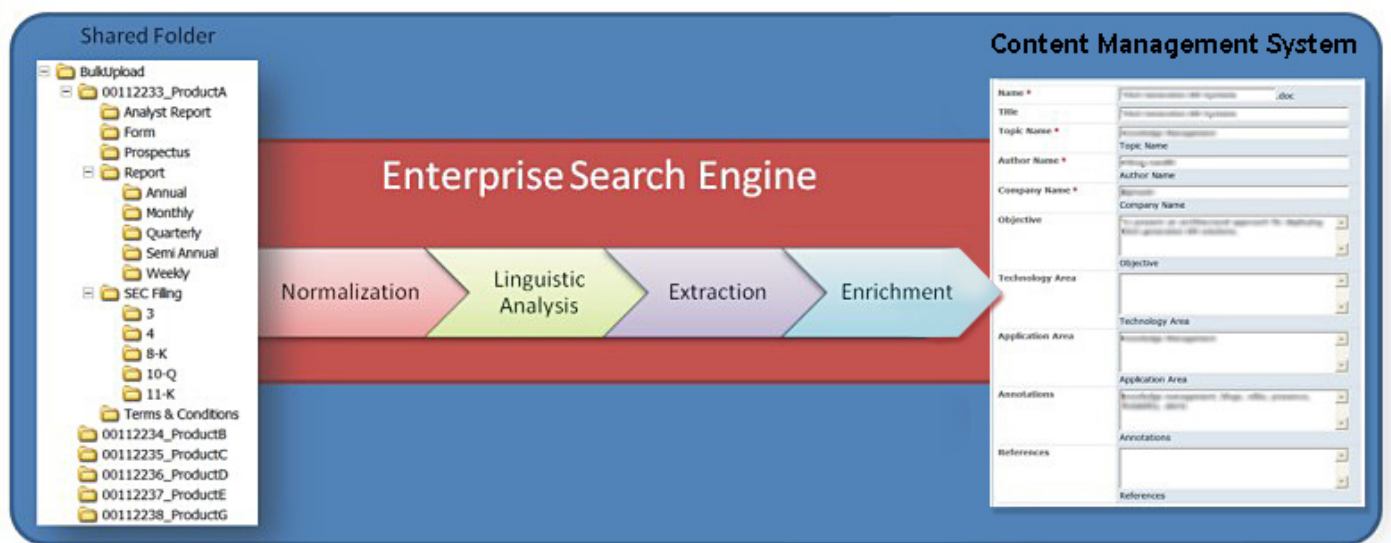 Shared Folder
BulkUpload
00112233_ProductA
Analyst Report
Form
Prospectus
Report
Annual
Monthly
Quarterly
Semi Annual
Weekly
SEC Filing
3
4
8-K
10-Q
11-K
Terms & Conditions
00112234_ProductB
00112235_ProductC
00112236_ProductD
00112237_ProductE
00112238_ProductG
Enterprise Search Engine
Normalization
Linguistic
Analysis
Extraction
Enrichment
Content Management System
Name *
.doc
Title
Topic Name *
Topic Name
Author Name *
Author Name
Company Name *
Company Name
Objective
Objective
Technology Area
Technology Area
Application Area
Application Area
Annotations
Annotations
References
References